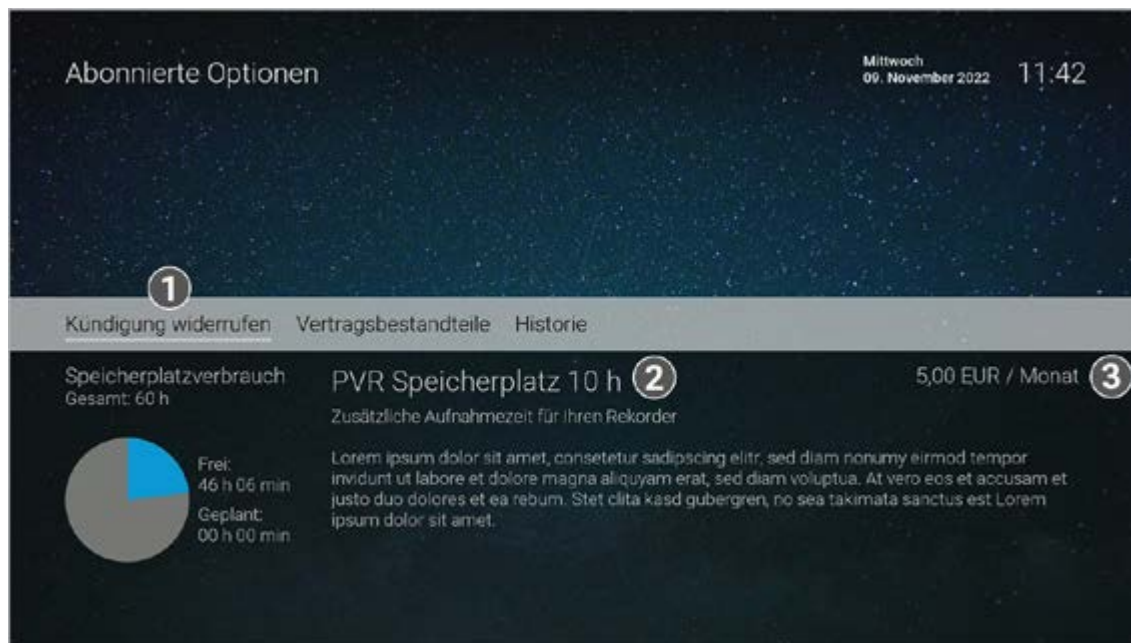 Abonnierte Optionen
Mittwoch
09. November 2022
11:42
1
Kündigung widerrufen Vertragsbestandteile Historie
Speicherplatzverbrauch
Gesamt: 60 h
Frei:
46 h 06 min
Geplant:
00 h 00 min
PVR Speicherplatz 10 h 2
5,00 EUR / Monat 3
Zusätzliche Aufnahmezeit für Ihren Rekorder
Lorem ipsum dolor sit amet, consetetur sadipscing elitr, sed diam nonumy eirmod tempor
invidunt ut labore et dolore magna aliquyam erat, sed diam voluptua. At vero eos et accusam et
justo duo dolores et ea rebum. Stet clita kasd gubergren, no sea takimata sanctus est Lorem
ipsum dolor sit amet.